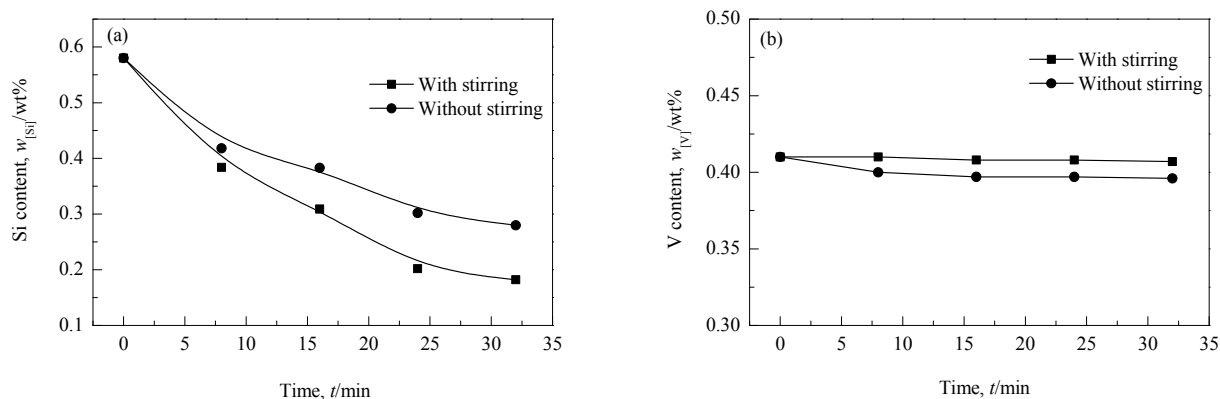 (a)
0.6
0.5
0.4
0.3
0.2
0.1
Si content, w[Si]/wt%
With stirring
Without stirring
0 5 10 15 20 25 30 35
Time, t/min
(b)
0.50
0.45
0.40
0.35
0.30
V content, w[V]/wt%
With stirring
Without stirring
0 5 10 15 20 25 30 35
Time, t/min